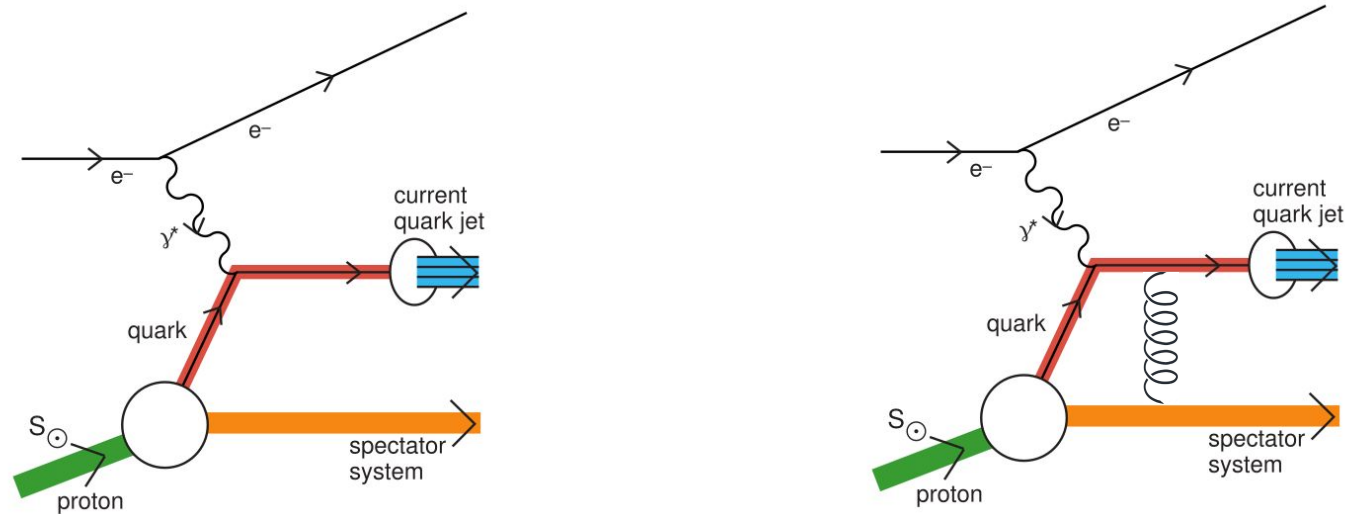 e⁻
e⁻
γ*
current
quark jet
quark
S
proton
spectator
system
e⁻
e⁻
γ*
current
quark jet
quark
S
proton
spectator
system